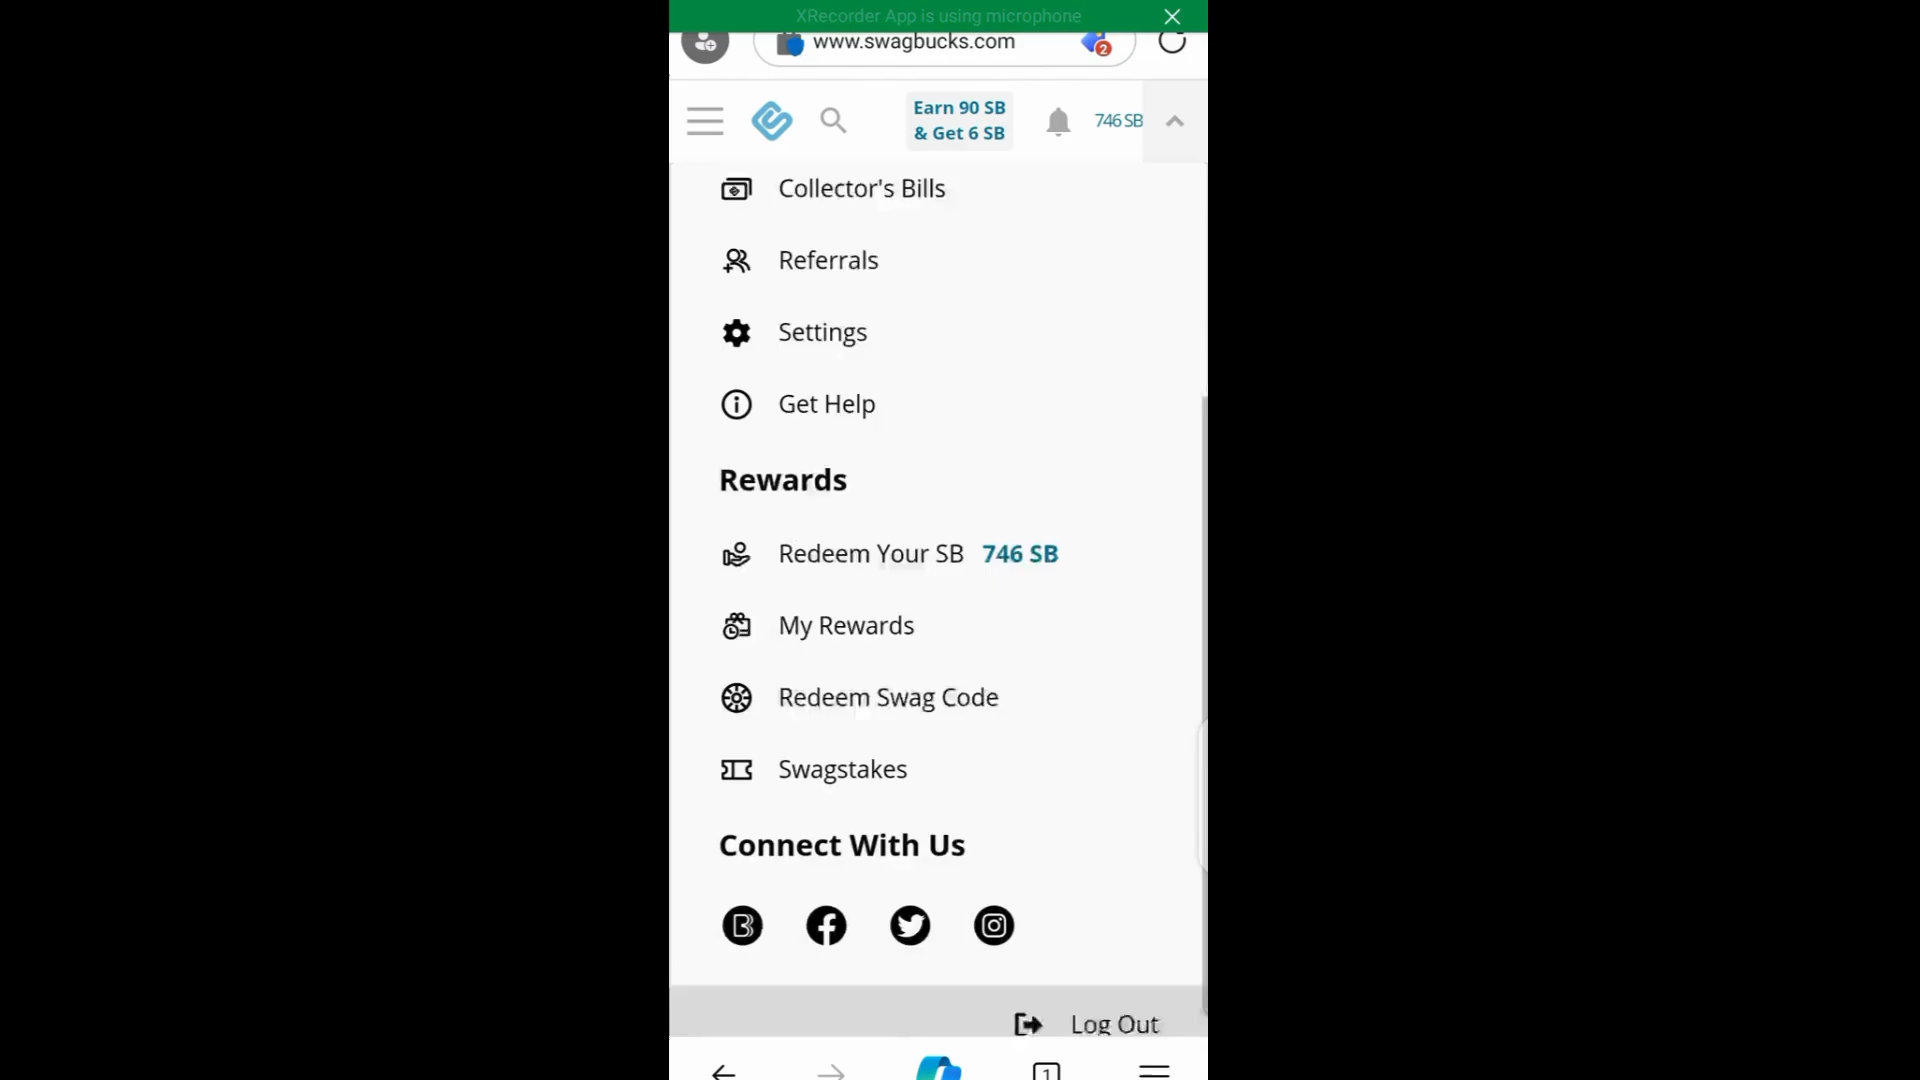 XRecorder App is using microphone
www.swagbucks.com
2
Earn 90 SB
& Get 6 SB
746 SB
Collector's Bills
Referrals
Settings
Get Help
Rewards
Redeem Your SB 746 SB
My Rewards
Redeem Swag Code
Swagstakes
Connect With Us
Log Out
1